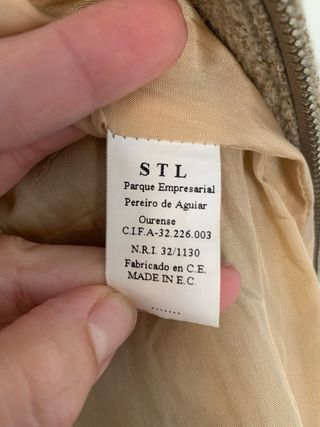 STL
Parque Empresarial
Pereiro de Aguiar
Ourense
C.I.F.A-32.226.003
N.R.I. 32/1130
Fabricado en C.E.
MADE IN E.C.
.......